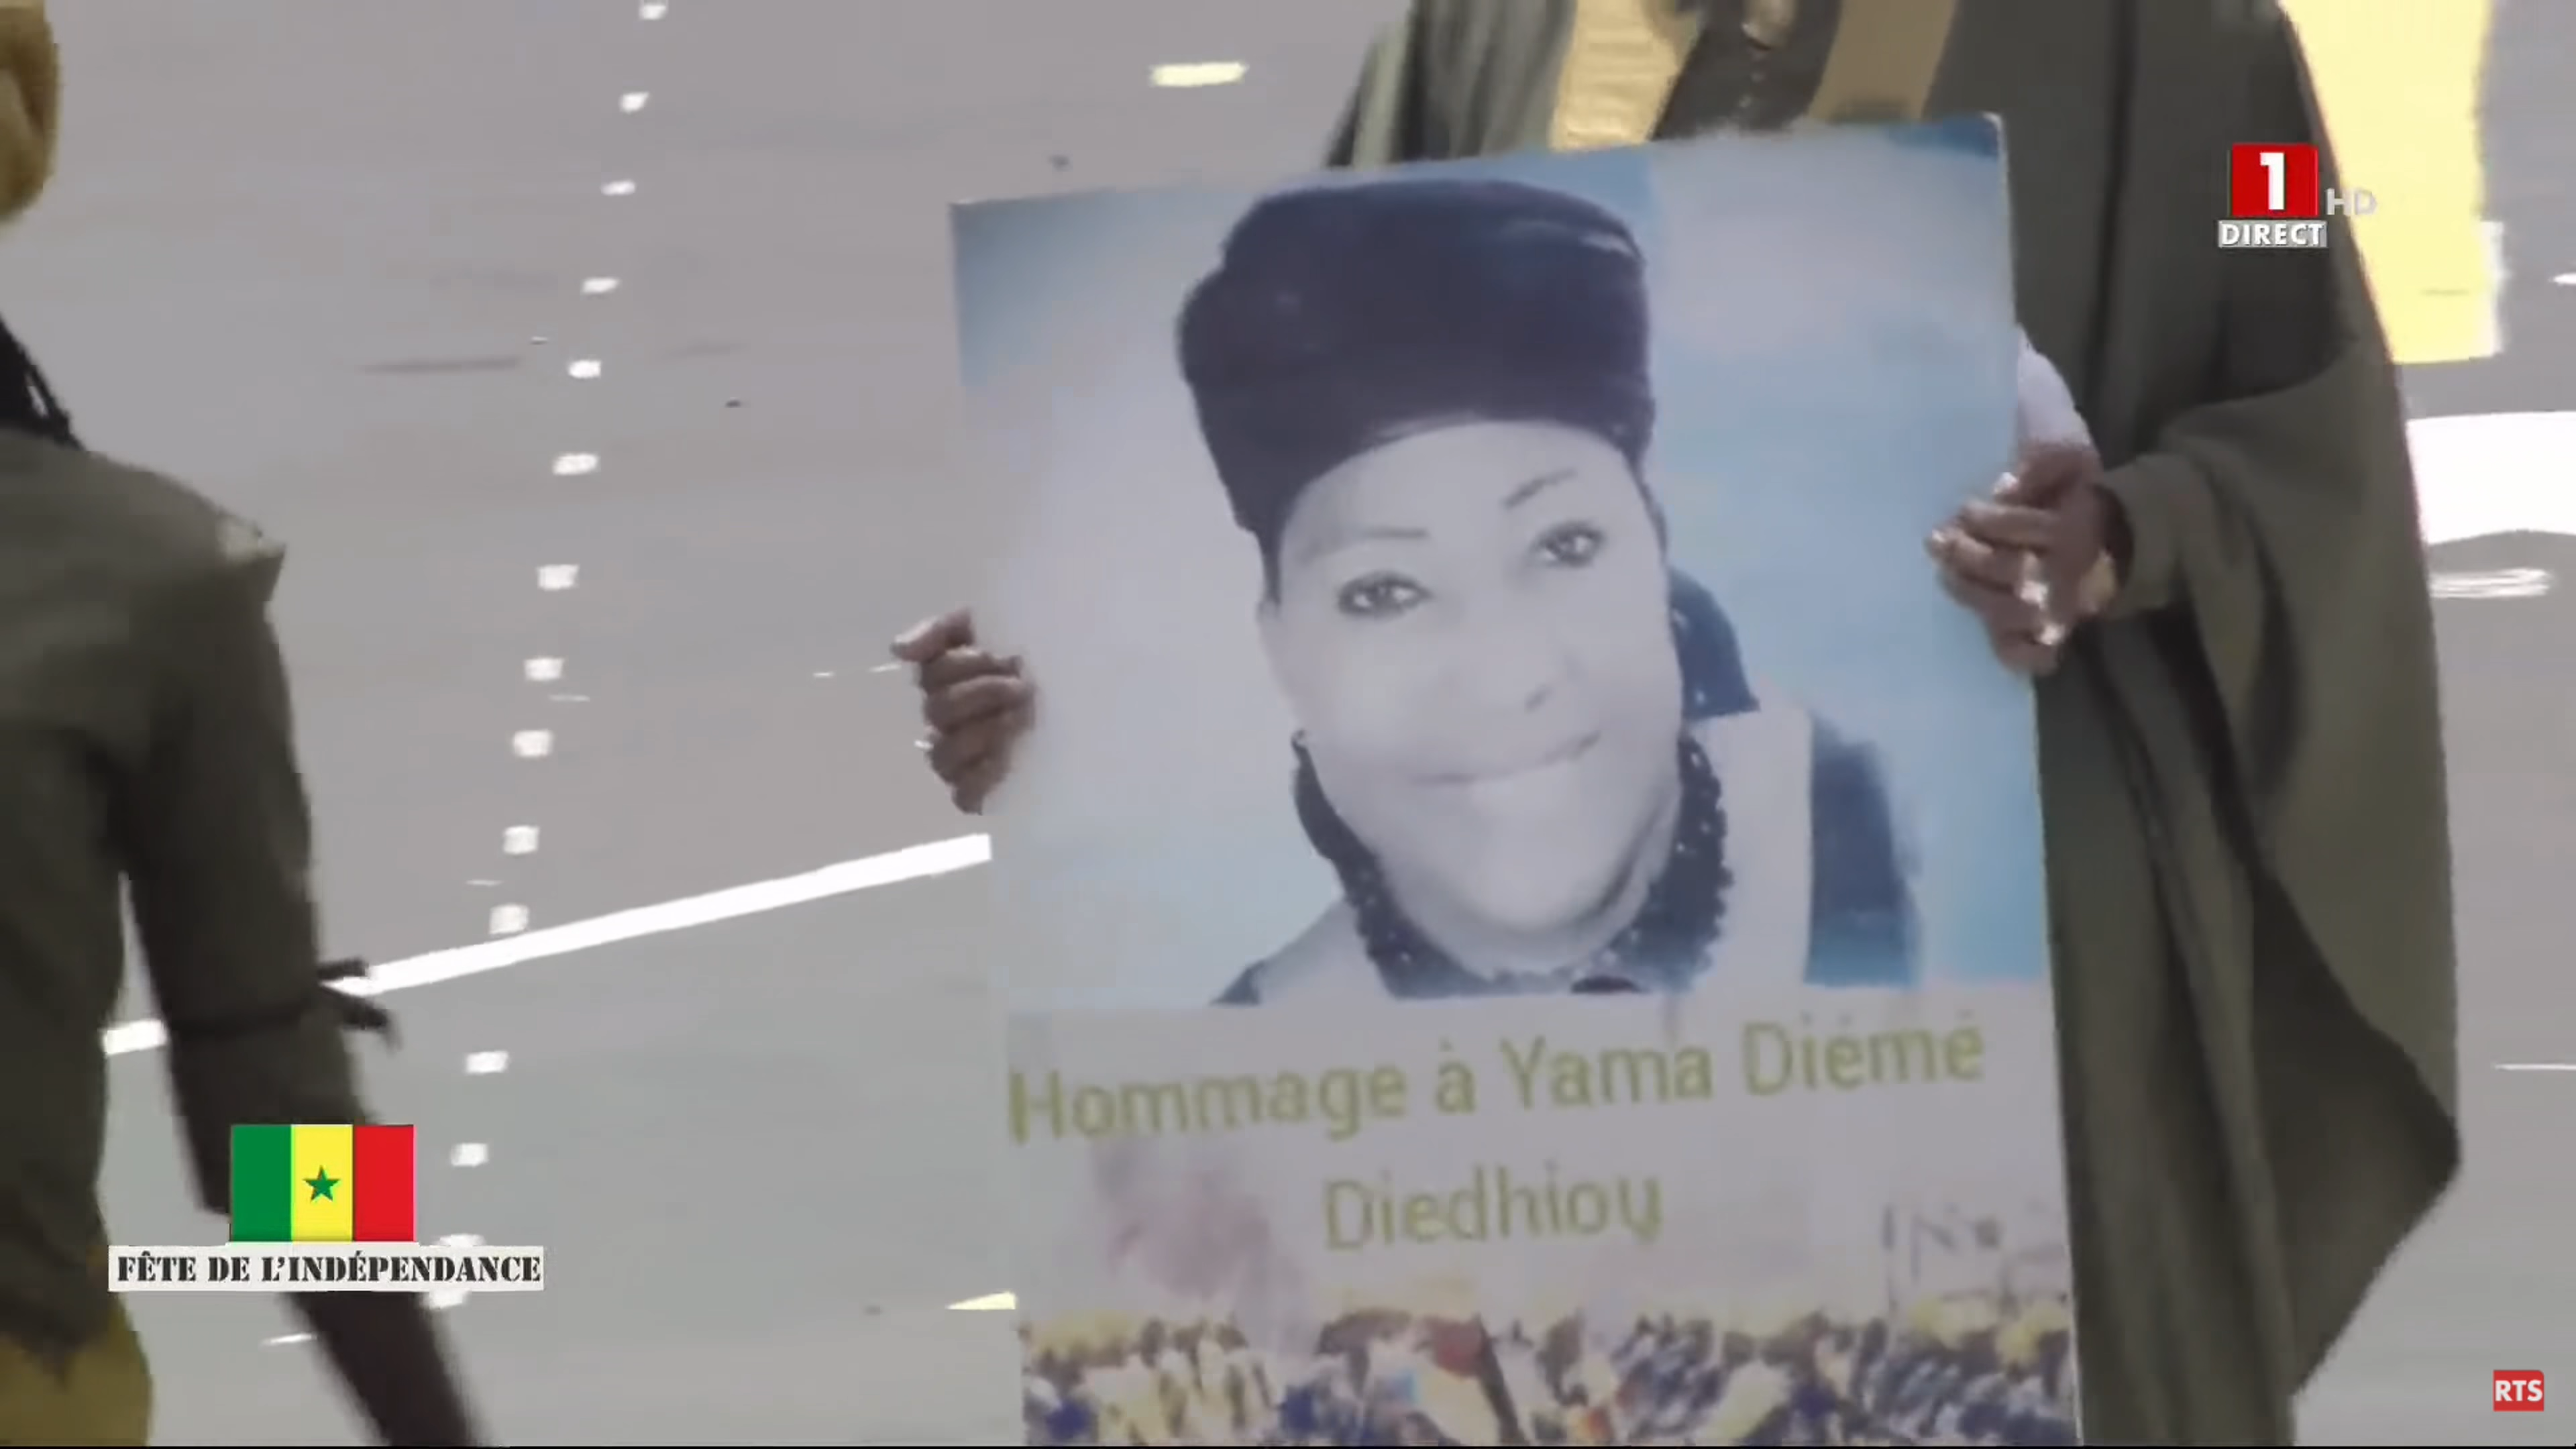 1 HD
DIRECT
Hommage à Yama Diémé
Diedhiou
FÊTE DE L'INDÉPENDANCE
RTS